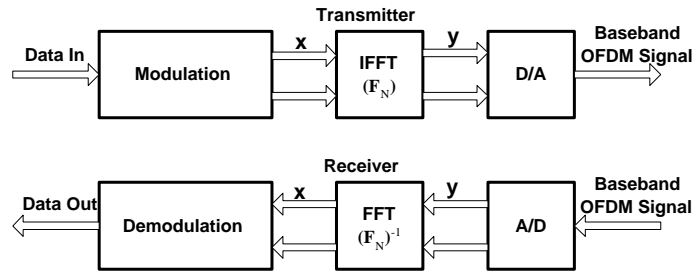 Transmitter
Data In
Modulation
x
IFFT
(F_N)
y
D/A
Baseband
OFDM Signal
Receiver
Data Out
Demodulation
x
FFT
(F_N)^-1
y
A/D
Baseband
OFDM Signal